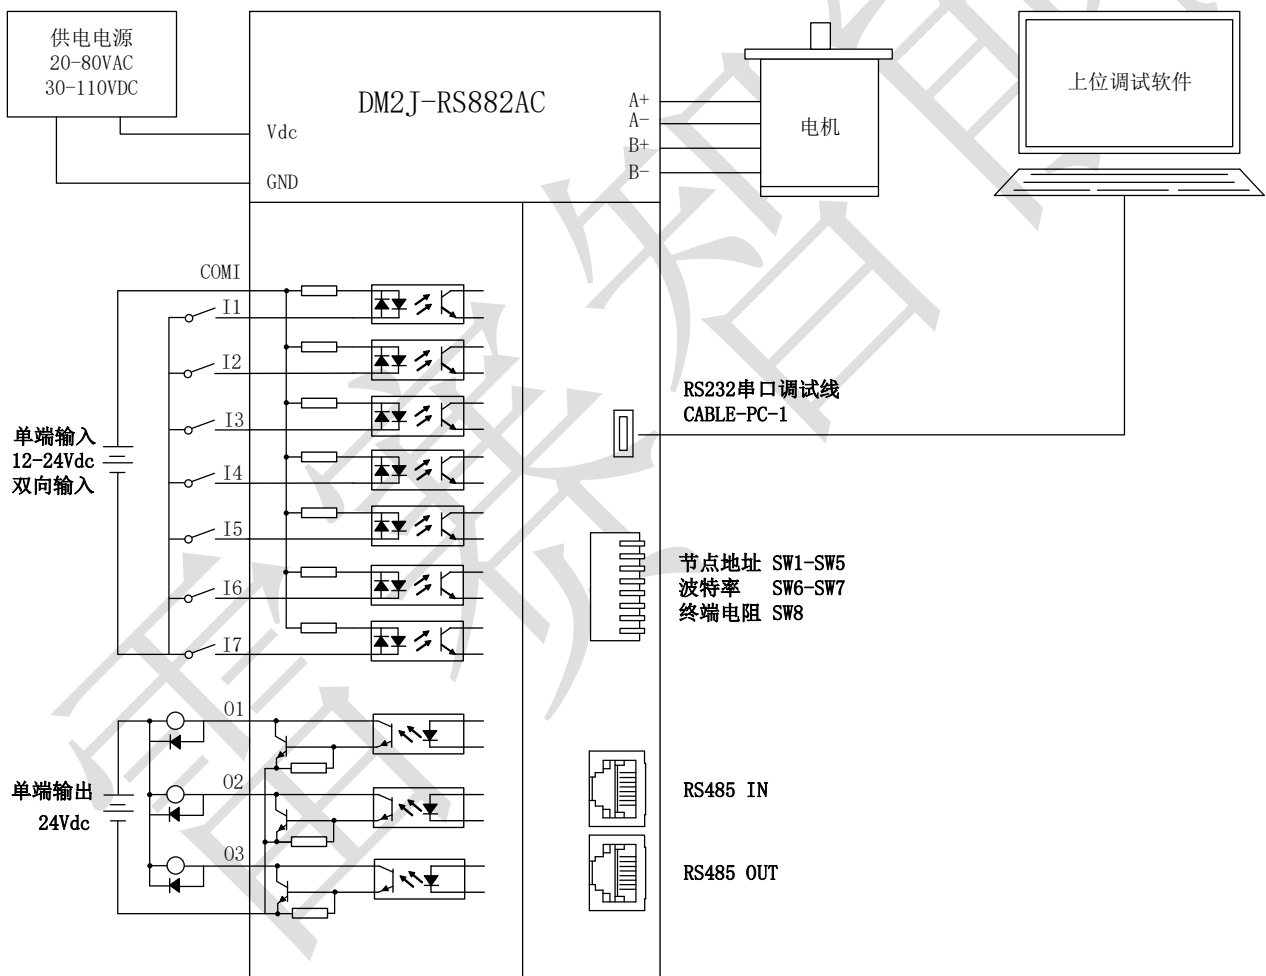 供电电源
20-80VAC
30-110VDC
DM2J-RS882AC
Vdc
GND
A+
A-
B+
B-
电机
上位调试软件
COMI
I1
I2
I3
I4
I5
I6
I7
单端输入
12-24Vdc
双向输入
RS232串口调试线
CABLE-PC-1
节点地址 SW1-SW5
波特率 SW6-SW7
终端电阻 SW8
O1
O2
O3
单端输出
24Vdc
RS485 IN
RS485 OUT
雷赛智